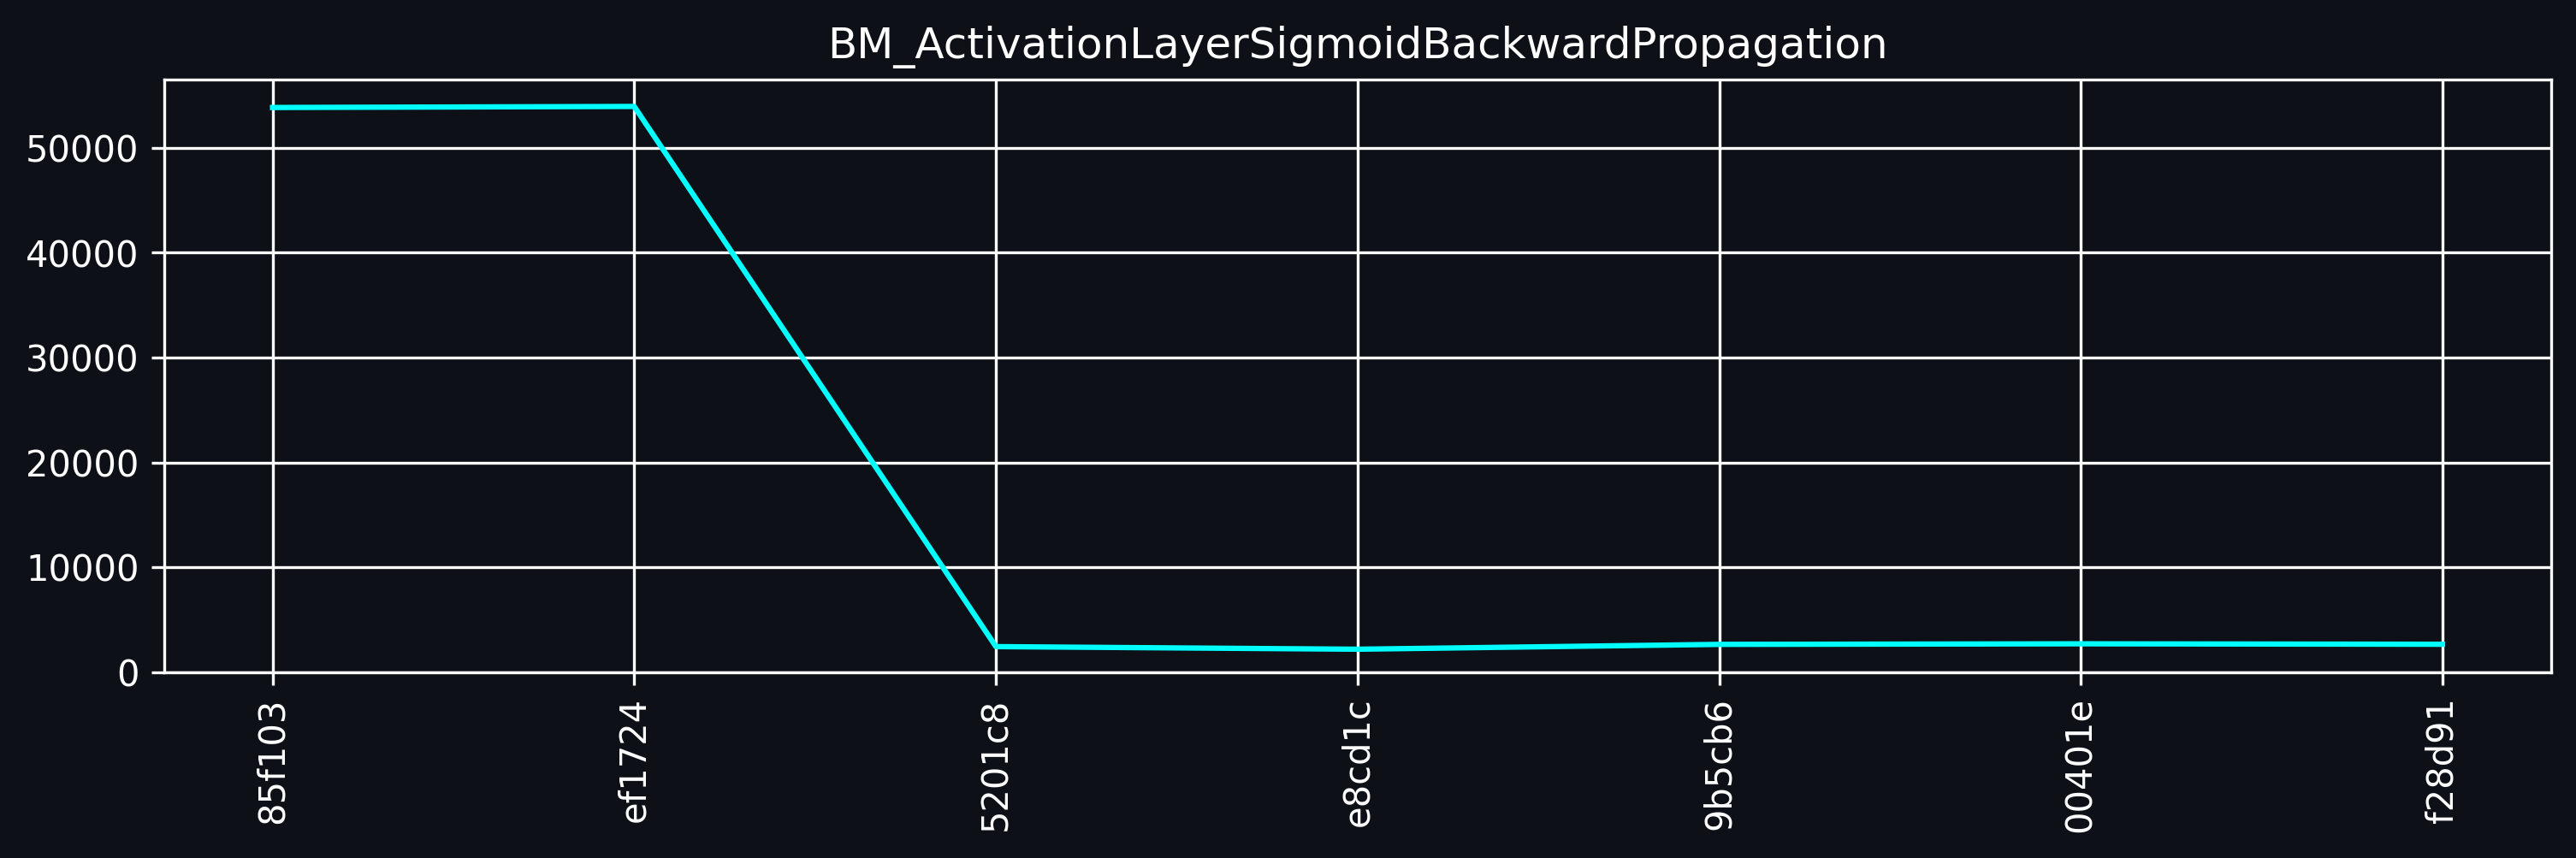 BM_ActivationLayerSigmoidBackwardPropagation
50000
40000
30000
20000
10000
0
85f103
ef1724
5201c8
e8cd1c
9b5cb6
00401e
f28d91